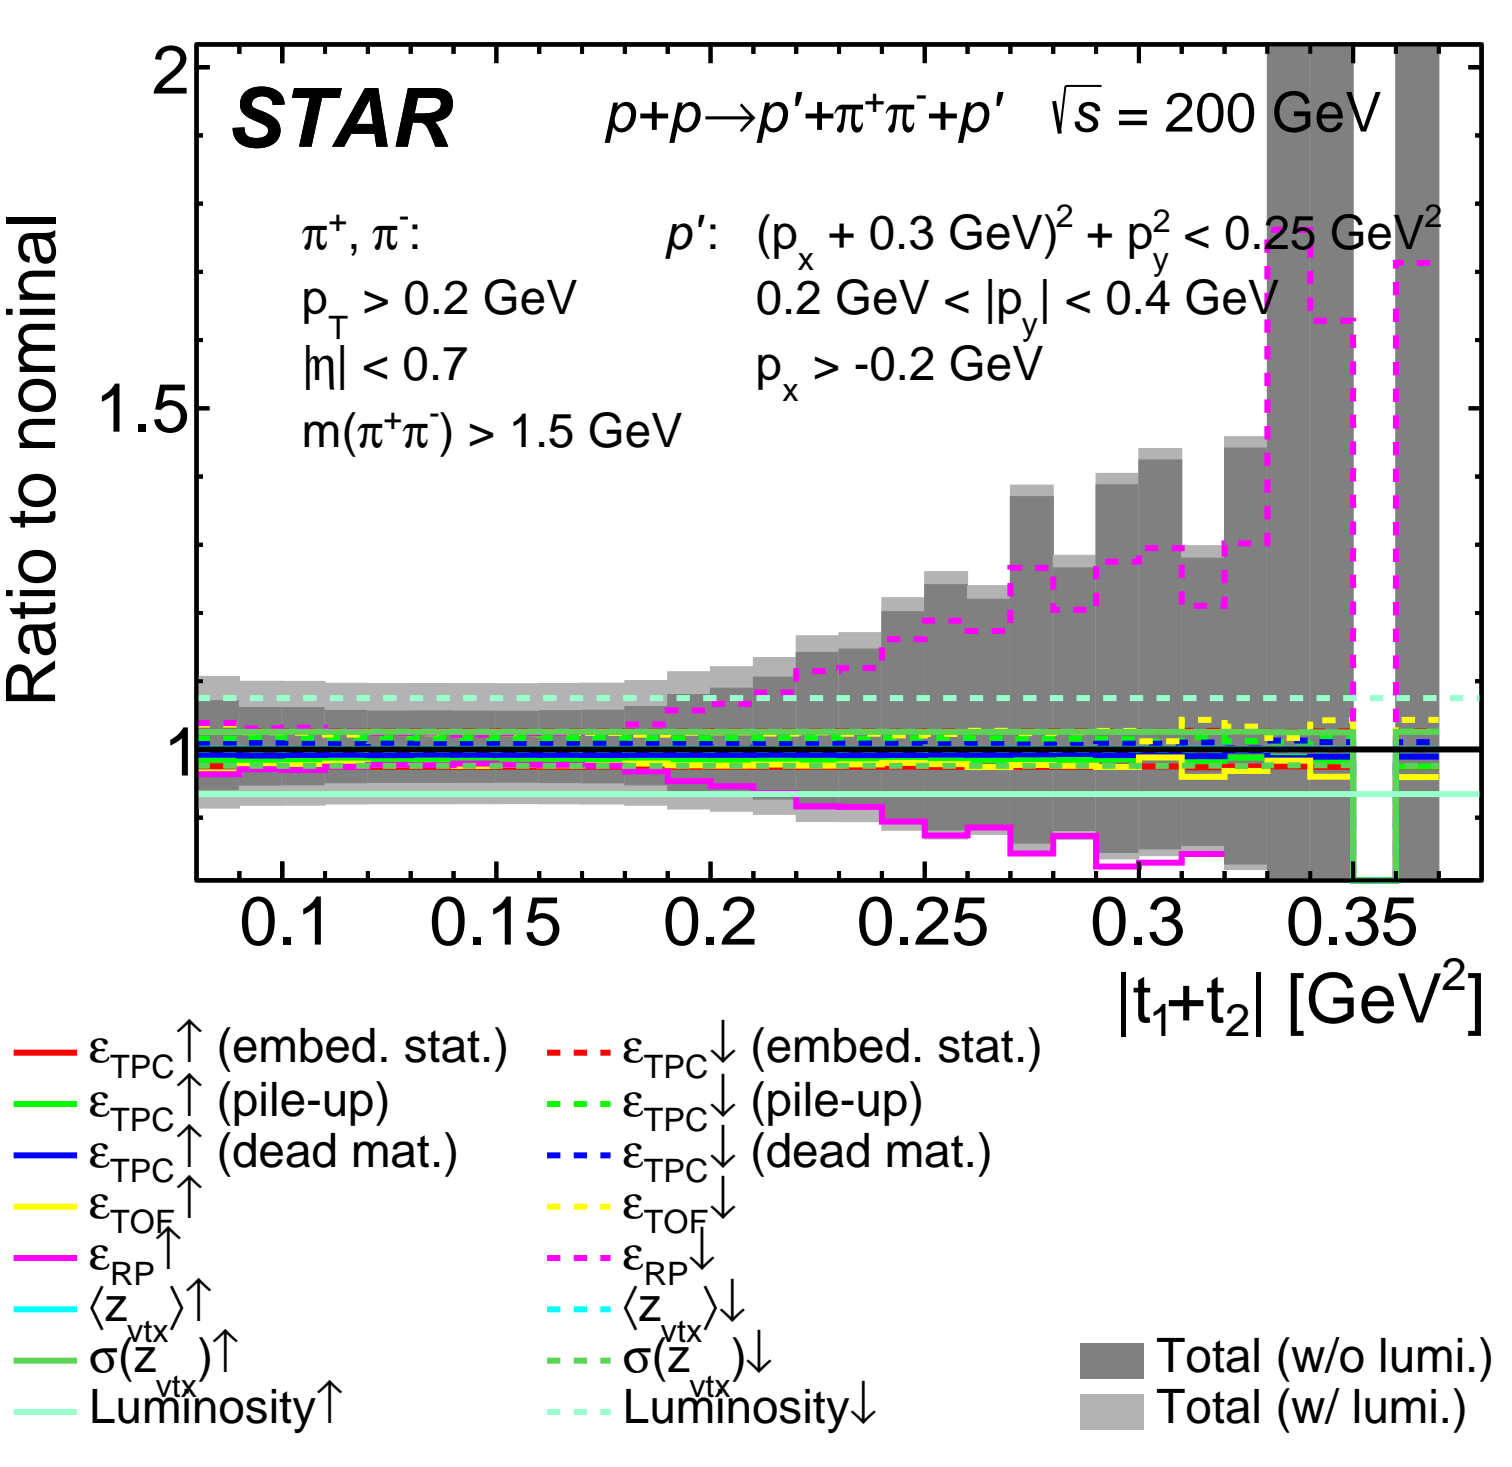 STAR p+p→p′+π⁺π⁻+p′ √s = 200 GeV
π⁺, π⁻: p′: (pₓ + 0.3 GeV)² + p_y² < 0.25 GeV²
p_T > 0.2 GeV 0.2 GeV < |p_y| < 0.4 GeV
|η| < 0.7 pₓ > -0.2 GeV
m(π⁺π⁻) > 1.5 GeV
Ratio to nominal
2
1.5
1
0.1 0.15 0.2 0.25 0.3 0.35
|t₁+t₂| [GeV²]
ε_TPC↑ (embed. stat.) ε_TPC↓ (embed. stat.)
ε_TPC↑ (pile-up) ε_TPC↓ (pile-up)
ε_TPC↑ (dead mat.) ε_TPC↓ (dead mat.)
ε_TOF↑ ε_TOF↓
ε_RP↑ ε_RP↓
⟨z_vtx⟩↑ ⟨z_vtx⟩↓
σ(z_vtx)↑ σ(z_vtx)↓ Total (w/o lumi.)
Luminosity↑ Luminosity↓ Total (w/ lumi.)